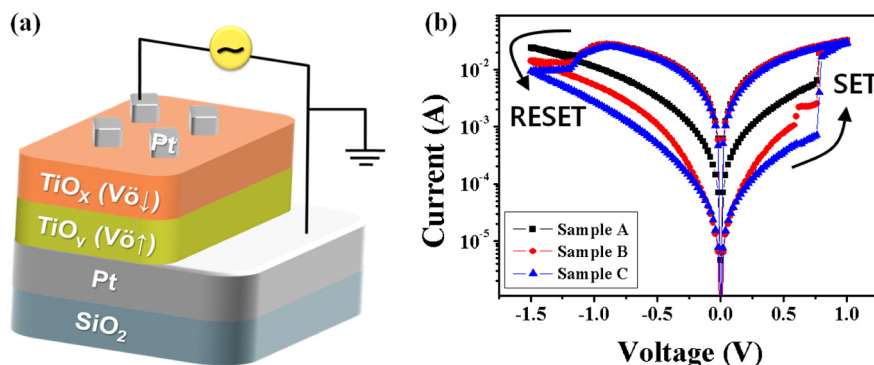 (a)
~
Pt
TiOₓ (Vö↓)
TiOᵧ (Vö↑)
Pt
SiO₂
(b)
Current (A)
10⁻²
10⁻³
10⁻⁴
10⁻⁵
RESET
SET
Sample A
Sample B
Sample C
-1.5 -1.0 -0.5 0.0 0.5 1.0
Voltage (V)